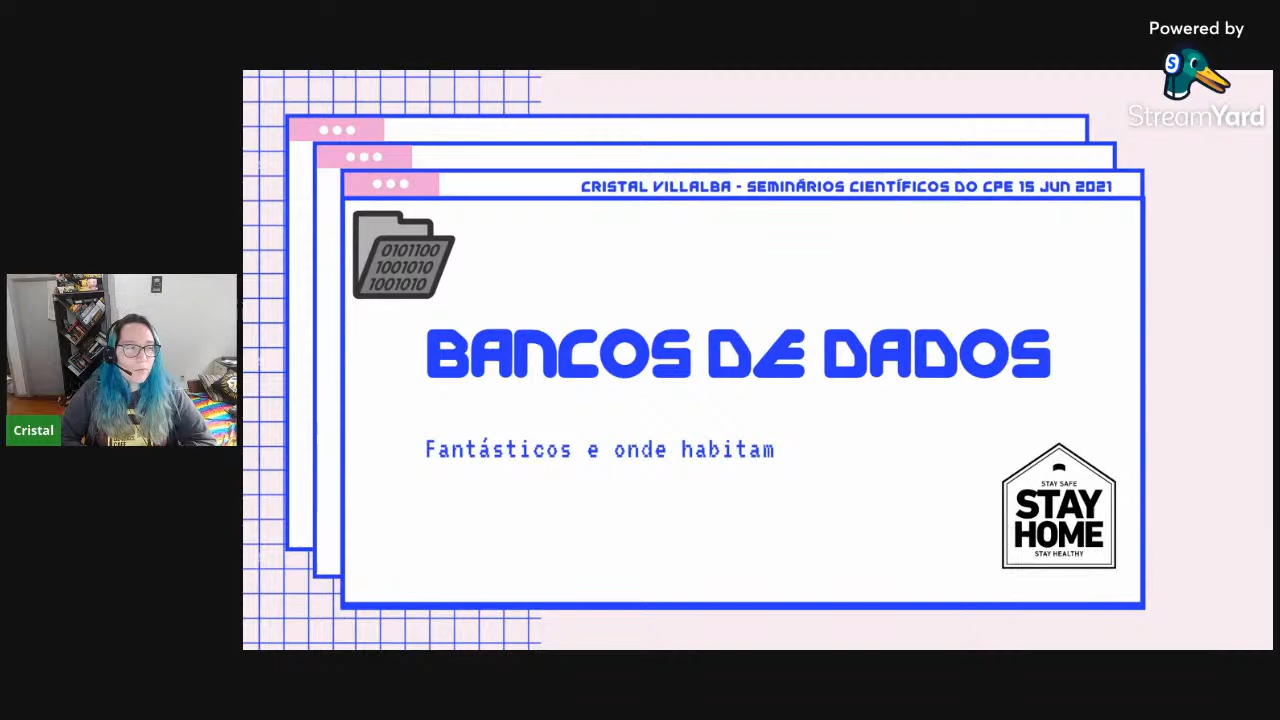 Powered by
S
StreamYard
CRISTAL VILLALBA - SEMINÁRIOS CIENTÍFICOS DO CPE 15 JUN 2021
0101100
1001010
1001010
BANCOS DE DADOS
Fantásticos e onde habitam
STAY SAFE
STAY
HOME
STAY HEALTHY
Cristal